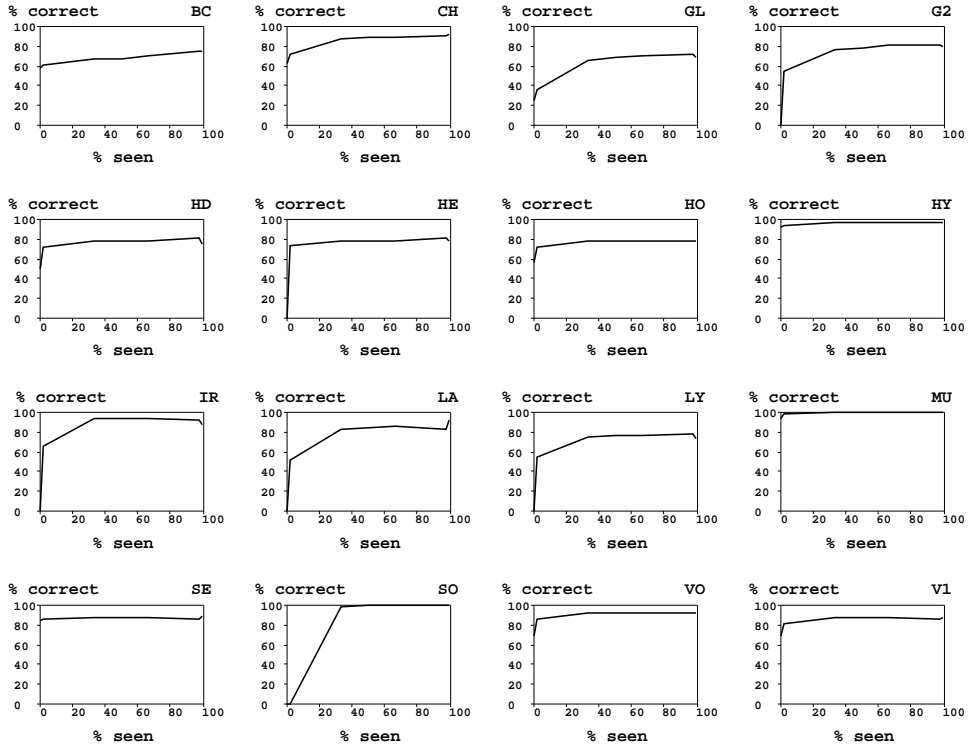 % correct BC
100
80
60
40
20
0
0 20 40 60 80 100
% seen
% correct CH
100
80
60
40
20
0
0 20 40 60 80 100
% seen
% correct GL
100
80
60
40
20
0
0 20 40 60 80 100
% seen
% correct G2
100
80
60
40
20
0
0 20 40 60 80 100
% seen
% correct HD
100
80
60
40
20
0
0 20 40 60 80 100
% seen
% correct HE
100
80
60
40
20
0
0 20 40 60 80 100
% seen
% correct HO
100
80
60
40
20
0
0 20 40 60 80 100
% seen
% correct HY
100
80
60
40
20
0
0 20 40 60 80 100
% seen
% correct IR
100
80
60
40
20
0
0 20 40 60 80 100
% seen
% correct LA
100
80
60
40
20
0
0 20 40 60 80 100
% seen
% correct LY
100
80
60
40
20
0
0 20 40 60 80 100
% seen
% correct MU
100
80
60
40
20
0
0 20 40 60 80 100
% seen
% correct SE
100
80
60
40
20
0
0 20 40 60 80 100
% seen
% correct SO
100
80
60
40
20
0
0 20 40 60 80 100
% seen
% correct VO
100
80
60
40
20
0
0 20 40 60 80 100
% seen
% correct V1
100
80
60
40
20
0
0 20 40 60 80 100
% seen